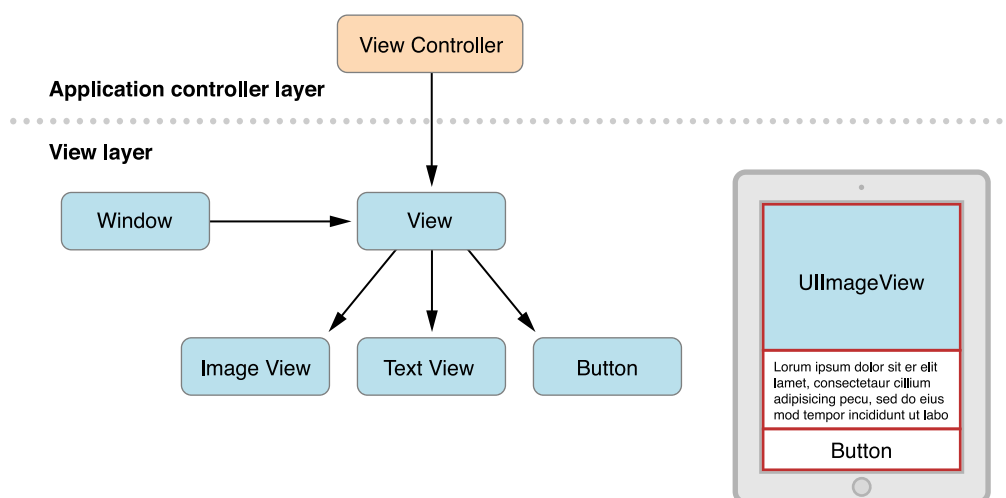 View Controller
Application controller layer
View layer
Window
View
Image View
Text View
Button
UIImageView
Lorum ipsum dolor sit er elit
lamet, consectetaur cillium
adipisicing pecu, sed do eius
mod tempor incididunt ut labo
Button